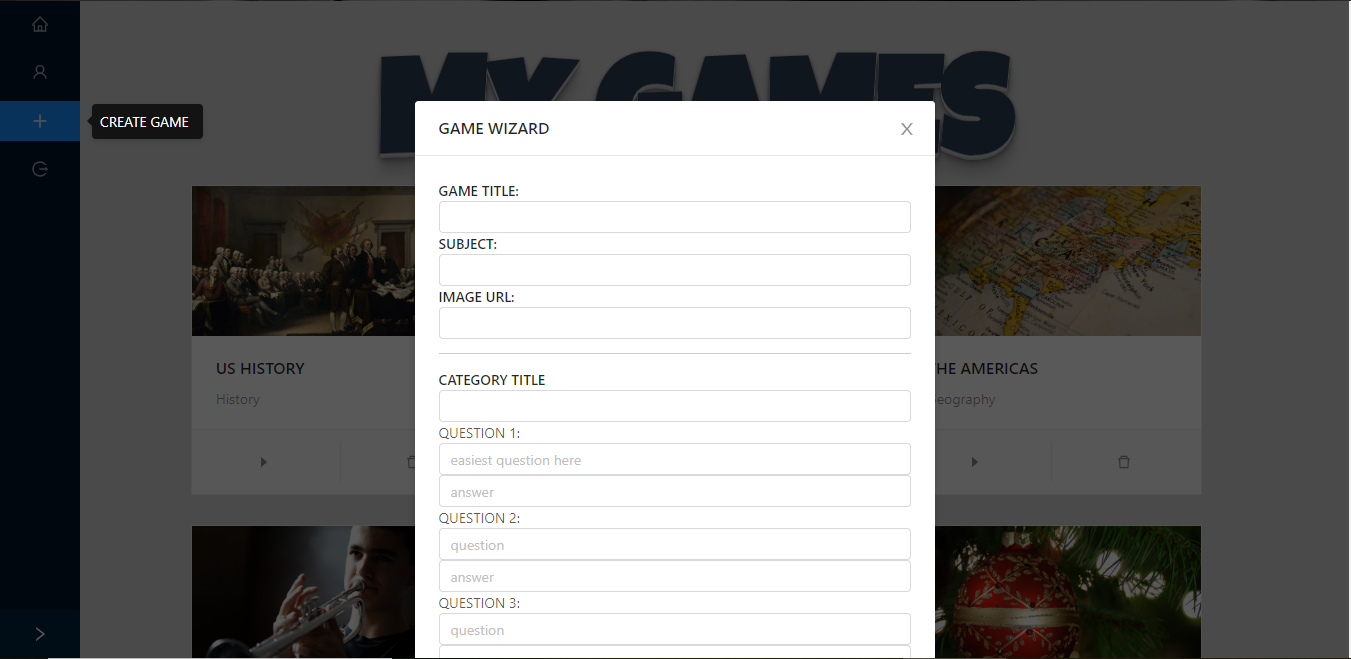 MY GAMES
CREATE GAME
GAME WIZARD
GAME TITLE:
SUBJECT:
IMAGE URL:
CATEGORY TITLE
QUESTION 1:
easiest question here
answer
QUESTION 2:
question
answer
QUESTION 3:
question
US HISTORY
History
HE AMERICAS
eography